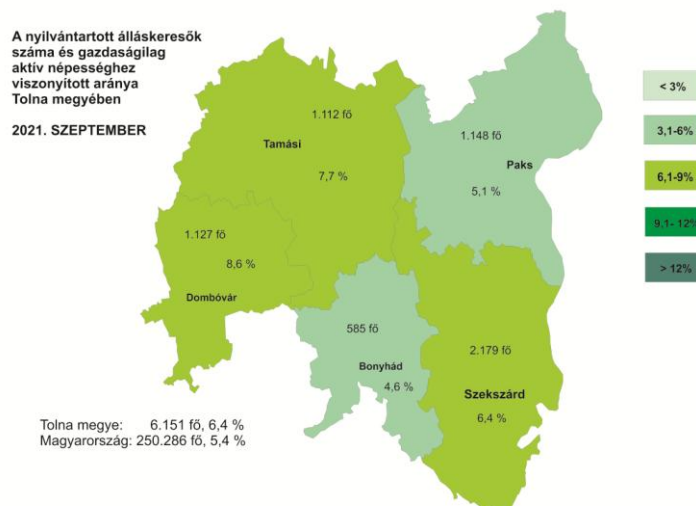 A nyilvántartott álláskeresők
száma és gazdaságilag
aktív népességhez
viszonyított aránya
Tolna megyében
2021. SZEPTEMBER
1.112 fő
Tamási
7,7 %
1.148 fő
Paks
5,1 %
1.127 fő
8,6 %
Dombóvár
585 fő
Bonyhád
4,6 %
2.179 fő
Szekszárd
6,4 %
< 3%
3,1-6%
6,1-9%
9,1- 12%
> 12%
Tolna megye: 6.151 fő, 6,4 %
Magyarország: 250.286 fő, 5,4 %